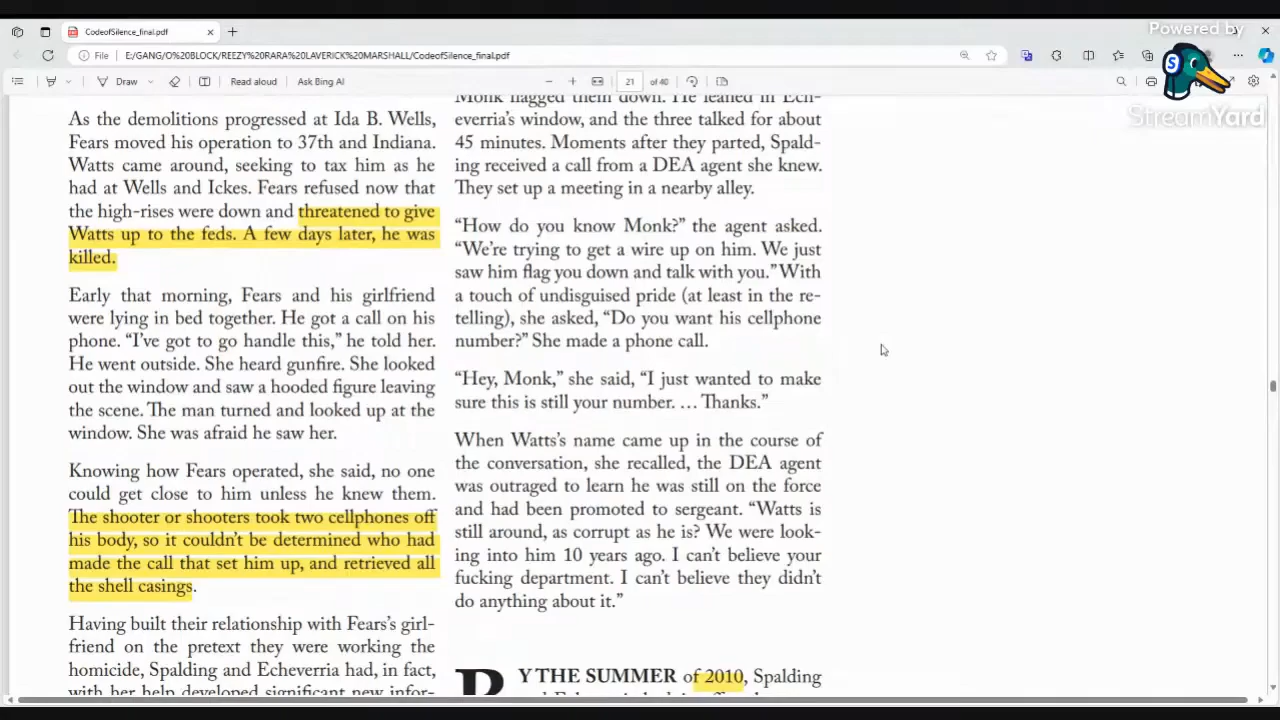 CodeofSilence_final.pdf
Powered by
File
E:/GANG/O%20BLOCK/REEZY%20RARA%20LAVERICK%20MARSHALL/CodeofSilence_final.pdf
Draw
Read aloud
Ask Bing AI
21 of 40
S
StreamYard
As the demolitions progressed at Ida B. Wells,
Fears moved his operation to 37th and Indiana.
Watts came around, seeking to tax him as he
had at Wells and Ickes. Fears refused now that
the high-rises were down and threatened to give
Watts up to the feds. A few days later, he was
killed.
Early that morning, Fears and his girlfriend
were lying in bed together. He got a call on his
phone. “I’ve got to go handle this,” he told her.
He went outside. She heard gunfire. She looked
out the window and saw a hooded figure leaving
the scene. The man turned and looked up at the
window. She was afraid he saw her.
Knowing how Fears operated, she said, no one
could get close to him unless he knew them.
The shooter or shooters took two cellphones off
his body, so it couldn’t be determined who had
made the call that set him up, and retrieved all
the shell casings.
Having built their relationship with Fears’s girl-
friend on the pretext they were working the
homicide, Spalding and Echeverria had, in fact,
with her help developed significant new infor-
Monk flagged them down. He leaned in Ech-
everria’s window, and the three talked for about
45 minutes. Moments after they parted, Spald-
ing received a call from a DEA agent she knew.
They set up a meeting in a nearby alley.
“How do you know Monk?” the agent asked.
“We’re trying to get a wire up on him. We just
saw him flag you down and talk with you.” With
a touch of undisguised pride (at least in the re-
telling), she asked, “Do you want his cellphone
number?” She made a phone call.
“Hey, Monk,” she said, “I just wanted to make
sure this is still your number. … Thanks.”
When Watts’s name came up in the course of
the conversation, she recalled, the DEA agent
was outraged to learn he was still on the force
and had been promoted to sergeant. “Watts is
still around, as corrupt as he is? We were look-
ing into him 10 years ago. I can’t believe your
fucking department. I can’t believe they didn’t
do anything about it.”
BY THE SUMMER of 2010, Spalding